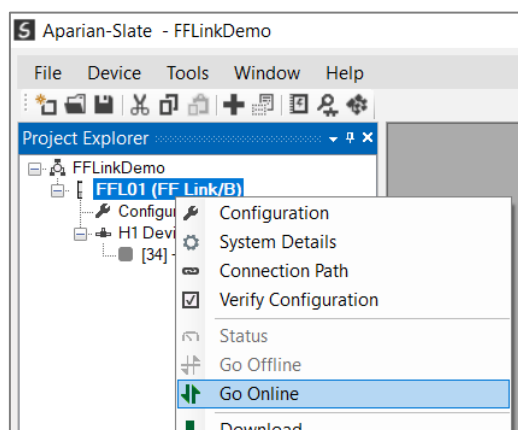 Aparian-Slate - FFLinkDemo
File Device Tools Window Help
Project Explorer
FFLinkDemo
FFL01 (FF Link/B)
Configur
H1 Devi
[34] -
Configuration
System Details
Connection Path
Verify Configuration
Status
Go Offline
Go Online
Download